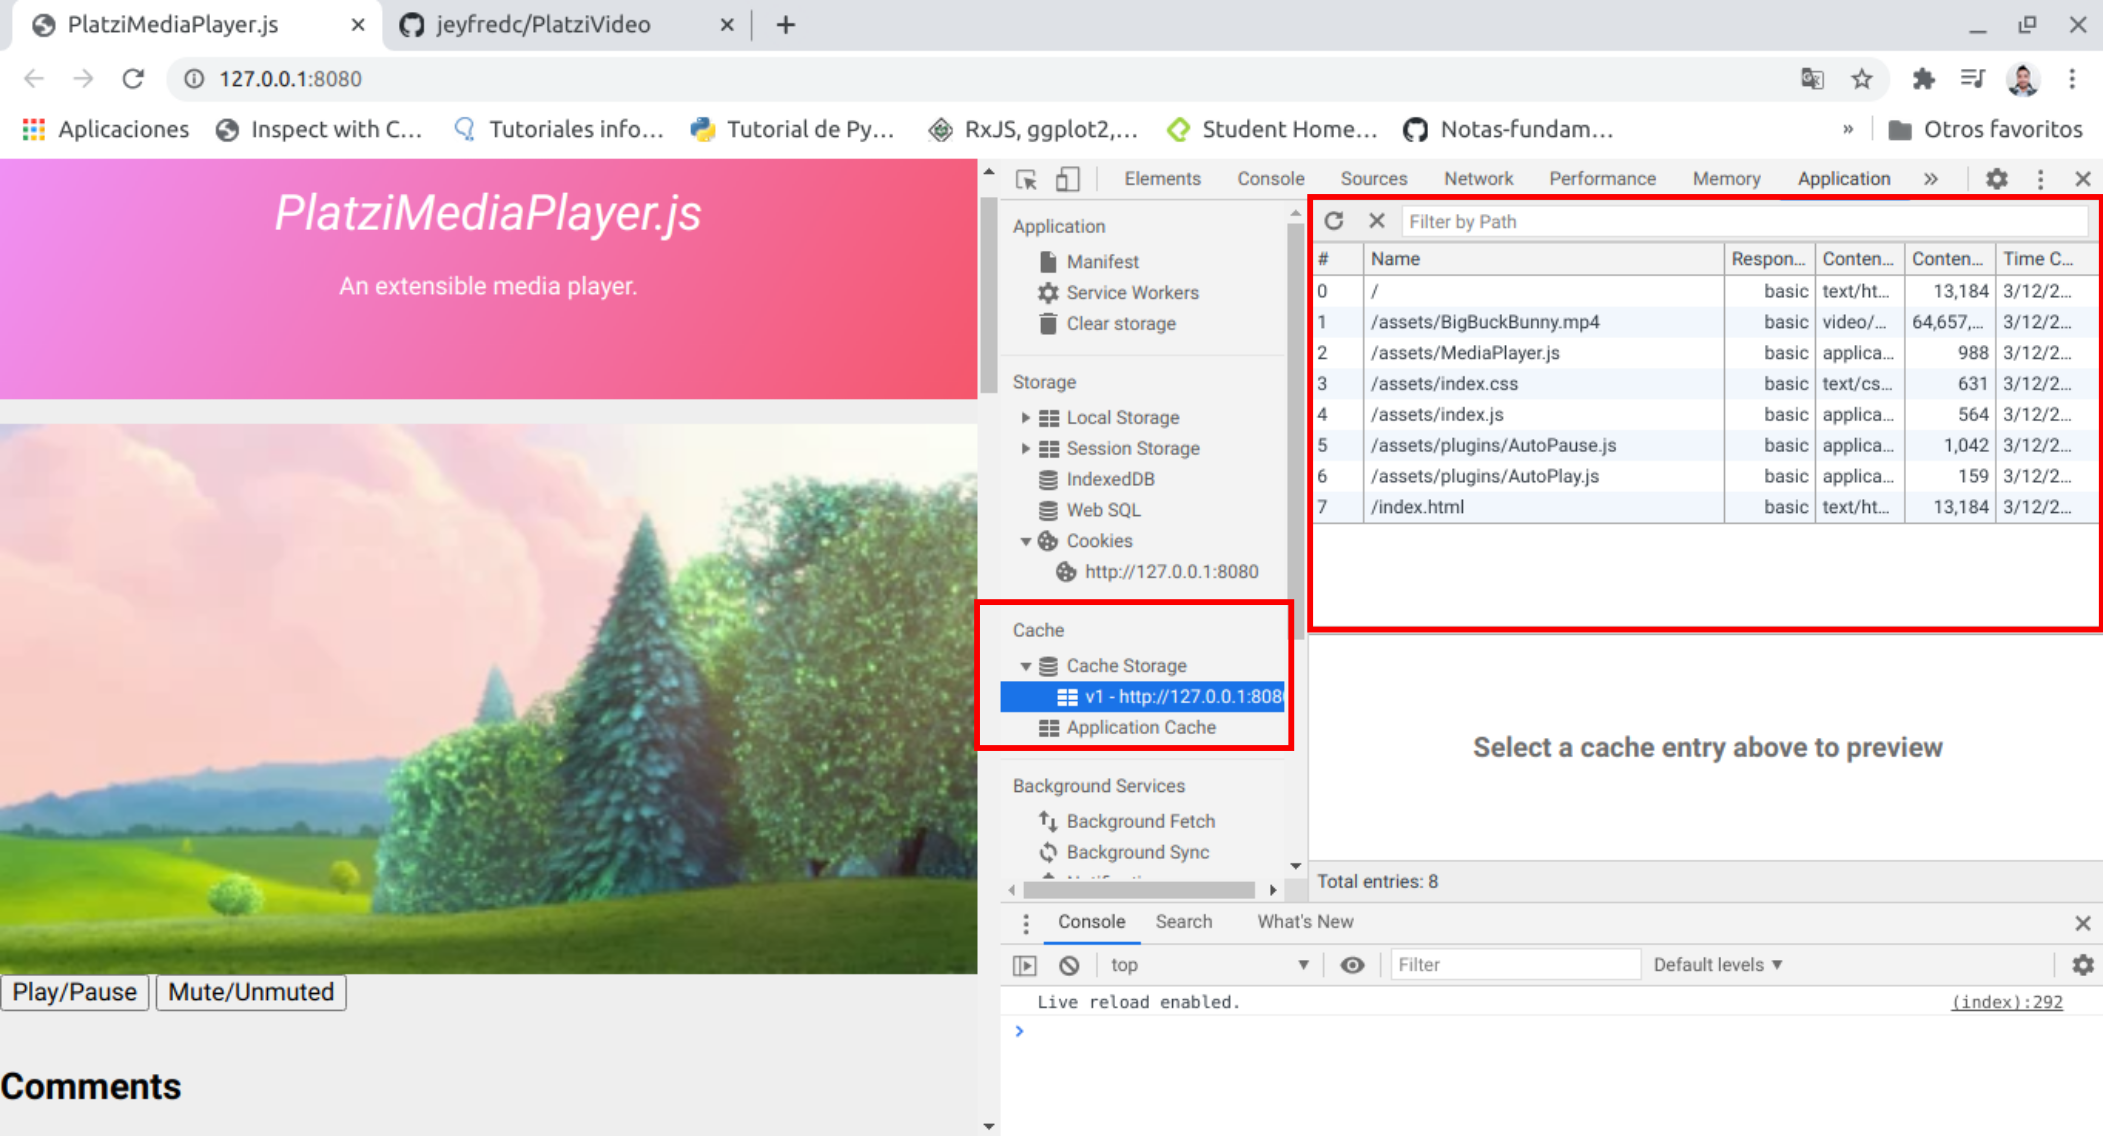 PlatziMediaPlayer.js
jeyfredc/PlatziVideo
127.0.0.1:8080
Aplicaciones
Inspect with C...
Tutoriales info...
Tutorial de Py...
RxJS, ggplot2,...
Student Home...
Notas-fundam...
»
Otros favoritos
PlatziMediaPlayer.js
An extensible media player.
Play/Pause
Mute/Unmuted
Comments
Elements Console Sources Network Performance Memory Application »
Application
Manifest
Service Workers
Clear storage
Storage
Local Storage
Session Storage
IndexedDB
Web SQL
Cookies
http://127.0.0.1:8080
Cache
Cache Storage
v1 - http://127.0.0.1:808
Application Cache
Background Services
Background Fetch
Background Sync
Filter by Path
# Name Respon... Conten... Conten... Time C...
0 / basic text/ht... 13,184 3/12/2...
1 /assets/BigBuckBunny.mp4 basic video/... 64,657,... 3/12/2...
2 /assets/MediaPlayer.js basic applica... 988 3/12/2...
3 /assets/index.css basic text/cs... 631 3/12/2...
4 /assets/index.js basic applica... 564 3/12/2...
5 /assets/plugins/AutoPause.js basic applica... 1,042 3/12/2...
6 /assets/plugins/AutoPlay.js basic applica... 159 3/12/2...
7 /index.html basic text/ht... 13,184 3/12/2...
Select a cache entry above to preview
Total entries: 8
Console Search What's New
top Filter Default levels
Live reload enabled. (index):292